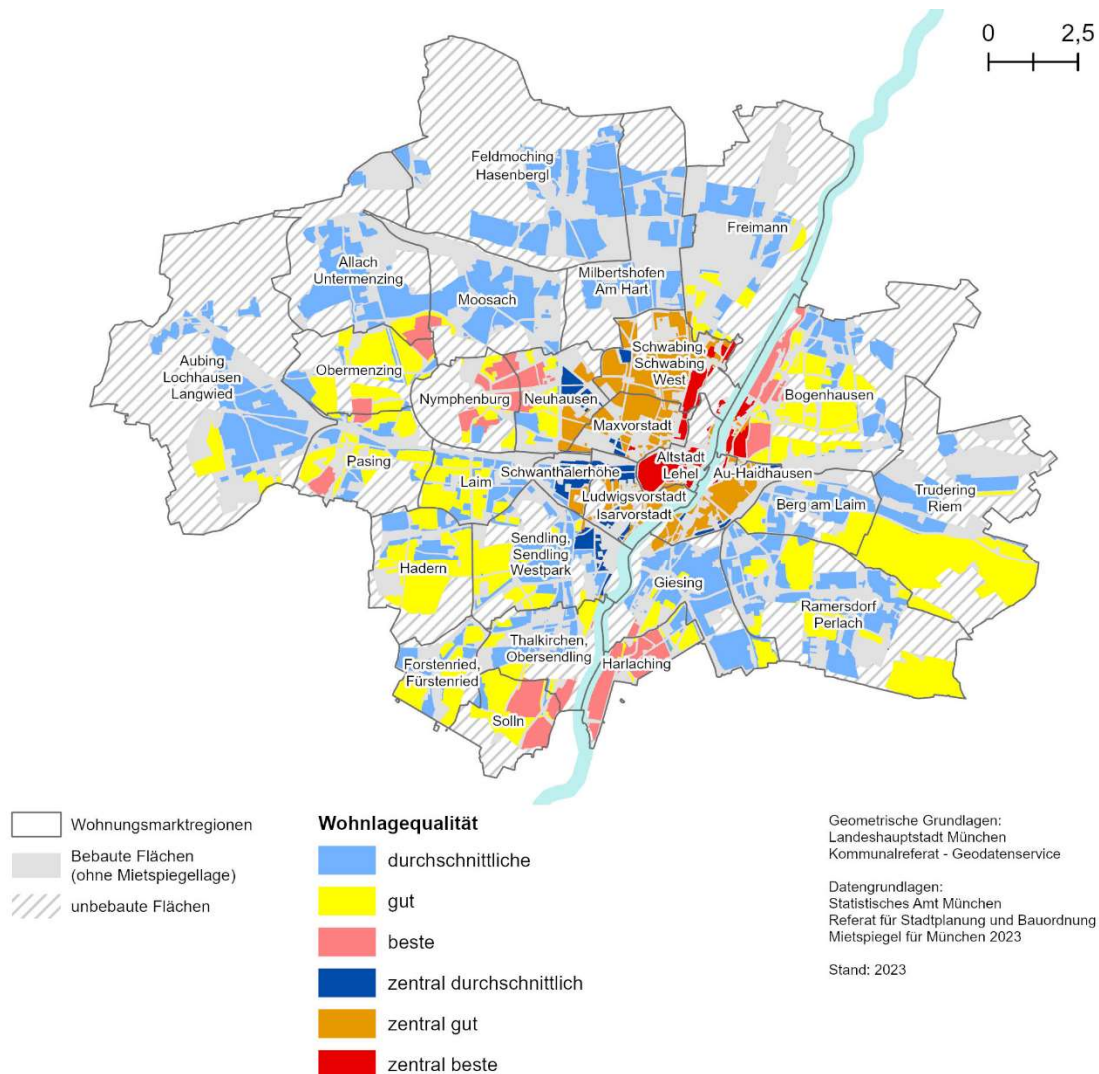 0 2,5
Feldmoching
Hasenbergl
Freimann
Allach
Untermenzing
Milbertshofen
Am Hart
Moosach
Schwabing,
Schwabing
West
Aubing
Lochhausen
Langwied
Obermenzing
Nymphenburg
Neuhausen
Bogenhausen
Maxvorstadt
Pasing
Laim
Schwanthalerhöhe
Altstadt
Lehel
Au-Haidhausen
Ludwigsvorstadt
Isarvorstadt
Berg am Laim
Trudering
Riem
Hadern
Sendling,
Sendling
Westpark
Giesing
Ramersdorf
Perlach
Thalkirchen,
Obersendling
Harlaching
Forstenried,
Fürstenried
Solln
Wohnungsmarktregionen
Bebaute Flächen
(ohne Mietspiegellage)
unbebaute Flächen
Wohnlagequalität
durchschnittliche
gut
beste
zentral durchschnittlich
zentral gut
zentral beste
Geometrische Grundlagen:
Landeshauptstadt München
Kommunalreferat - Geodatenservice
Datengrundlagen:
Statistisches Amt München
Referat für Stadtplanung und Bauordnung
Mietspiegel für München 2023
Stand: 2023